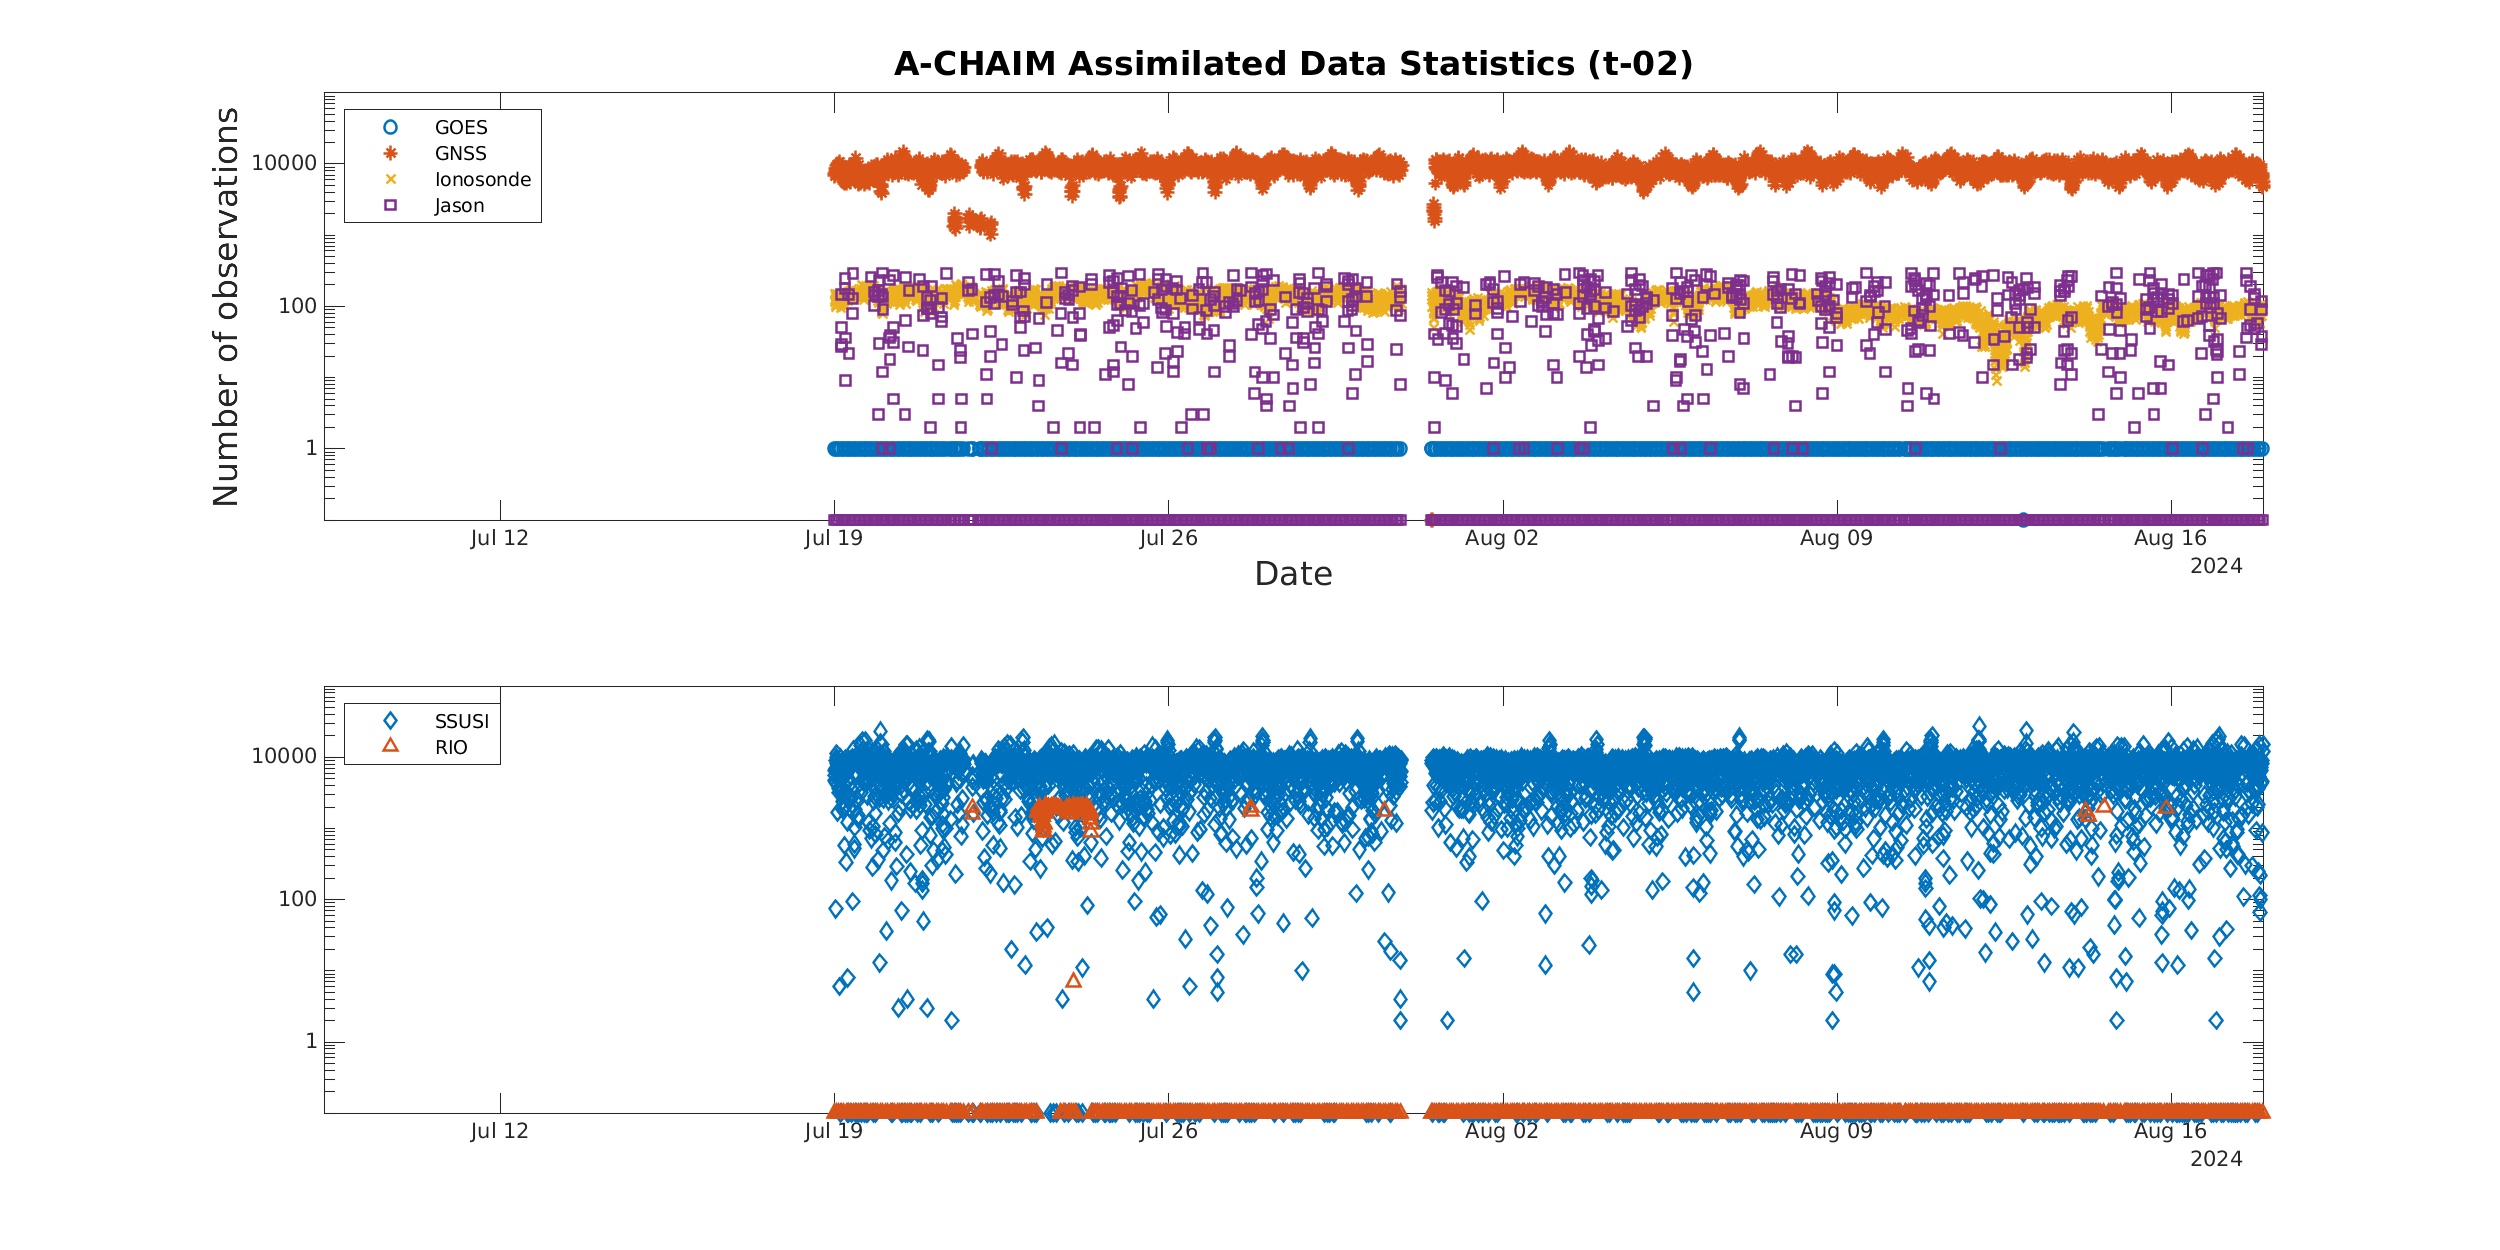 A-CHAIM Assimilated Data Statistics (t-02)
Number of observations
10000
100
1
GOES
GNSS
Ionosonde
Jason
Jul 12
Jul 19
Jul 26
Aug 02
Aug 09
Aug 16
2024
Date
10000
100
1
SSUSI
RIO
Jul 12
Jul 19
Jul 26
Aug 02
Aug 09
Aug 16
2024